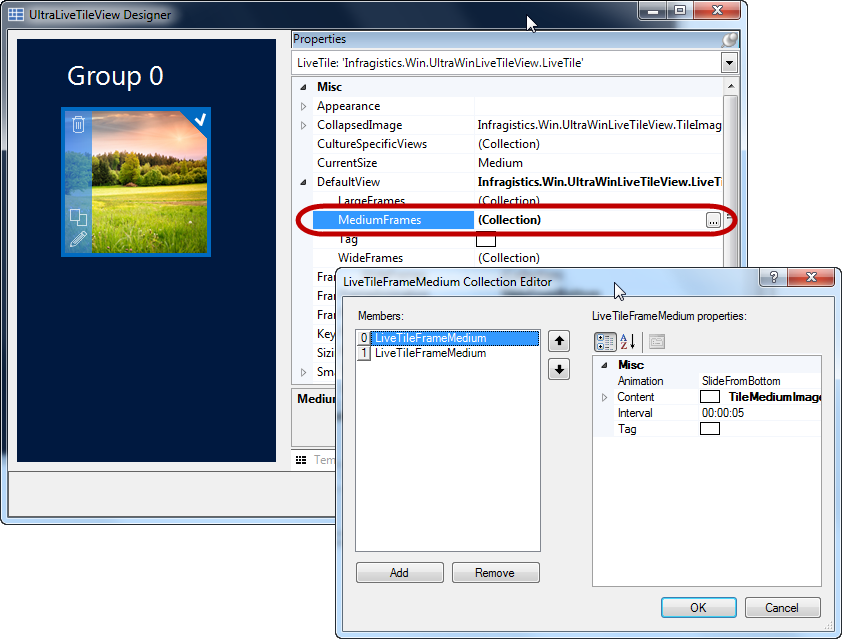 UltraLiveTileView Designer
Group 0
Properties
LiveTile: 'Infragistics.Win.UltraWinLiveTileView.LiveTile'
Misc
Appearance
CollapsedImage Infragistics.Win.UltraWinLiveTileView.TileImag
CultureSpecificViews (Collection)
CurrentSize Medium
DefaultView Infragistics.Win.UltraWinLiveTileView.LiveTi
LargeFrames (Collection)
MediumFrames (Collection) ...
Tag
WideFrames (Collection)
Fra
Fra
Fra
Key
Sizi
Sma
Medium
Tem
LiveTileFrameMedium Collection Editor
?
Members:
0 LiveTileFrameMedium
1 LiveTileFrameMedium
Add
Remove
LiveTileFrameMedium properties:
A
Z
Misc
Animation SlideFromBottom
Content TileMediumImage
Interval 00:00:05
Tag
OK
Cancel